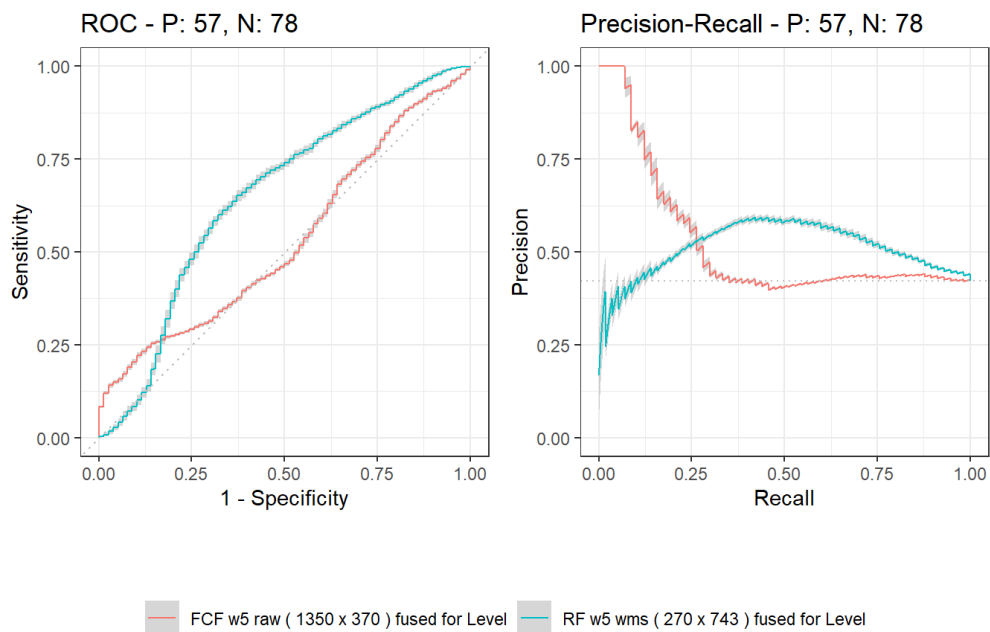 ROC - P: 57, N: 78
Precision-Recall - P: 57, N: 78
1.00
0.75
0.50
0.25
0.00
Sensitivity
0.00 0.25 0.50 0.75 1.00
1 - Specificity
1.00
0.75
0.50
0.25
0.00
Precision
0.00 0.25 0.50 0.75 1.00
Recall
FCF w5 raw ( 1350 x 370 ) fused for Level
RF w5 wms ( 270 x 743 ) fused for Level